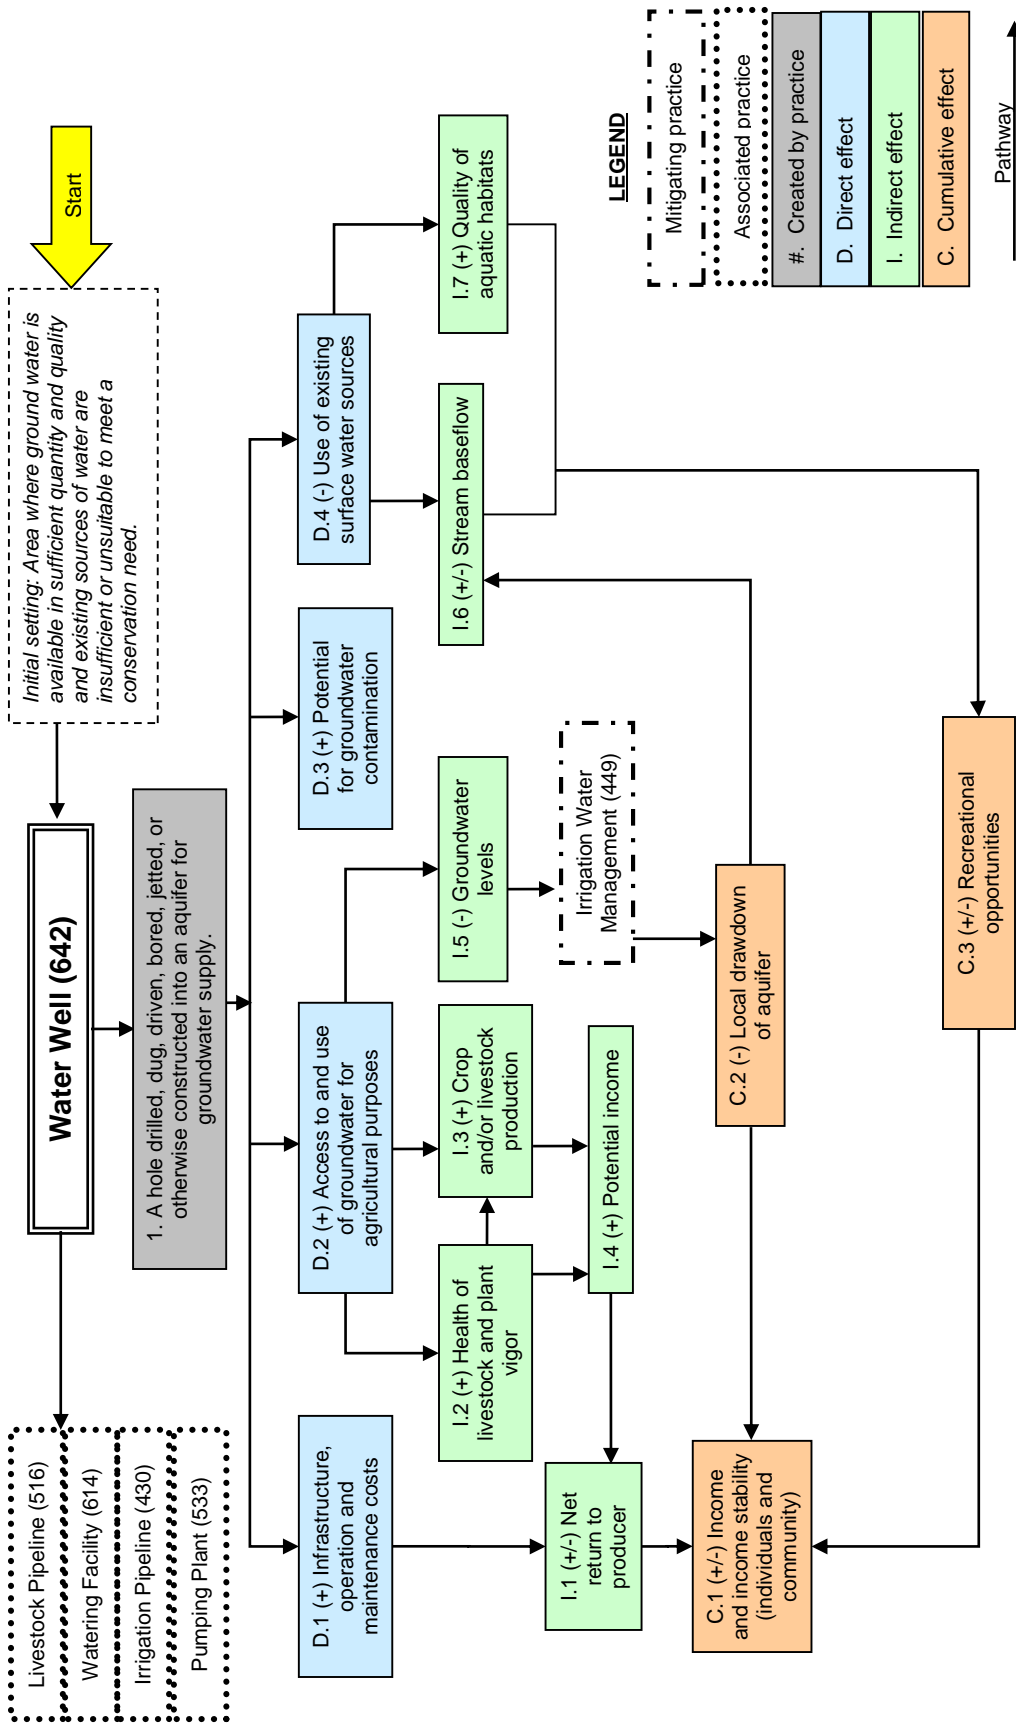 Start
Initial setting: Area where ground water is
available in sufficient quantity and quality
and existing sources of water are
insufficient or unsuitable to meet a
conservation need.
Water Well (642)
Livestock Pipeline (516)
Watering Facility (614)
Irrigation Pipeline (430)
Pumping Plant (533)
1. A hole drilled, dug, driven, bored, jetted, or
otherwise constructed into an aquifer for
groundwater supply.
D.1 (+) Infrastructure,
operation and
maintenance costs
D.2 (+) Access to and use
of groundwater for
agricultural purposes
D.3 (+) Potential
for groundwater
contamination
D.4 (-) Use of existing
surface water sources
I.2 (+) Health of
livestock and plant
vigor
I.3 (+) Crop
and/or livestock
production
I.5 (-) Groundwater
levels
I.6 (+/-) Stream baseflow
I.7 (+) Quality of
aquatic habitats
I.1 (+/-) Net
return to
producer
I.4 (+) Potential income
Irrigation Water
Management (449)
C.1 (+/-) Income
and income stability
(individuals and
community)
C.2 (-) Local drawdown
of aquifer
C.3 (+/-) Recreational
opportunities
LEGEND
Mitigating practice
Associated practice
#. Created by practice
D. Direct effect
I. Indirect effect
C. Cumulative effect
Pathway